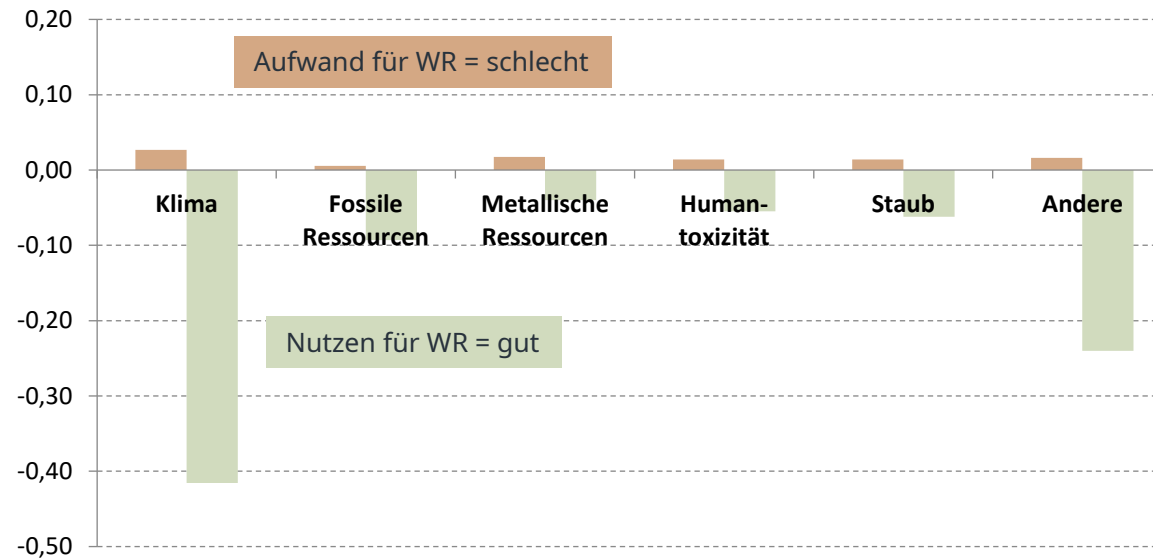 0,20
Aufwand für WR = schlecht
0,10
0,00
Klima
Fossile
Ressourcen
Metallische
Ressourcen
Human-
toxizität
Staub
Andere
-0,10
-0,20
Nutzen für WR = gut
-0,30
-0,40
-0,50